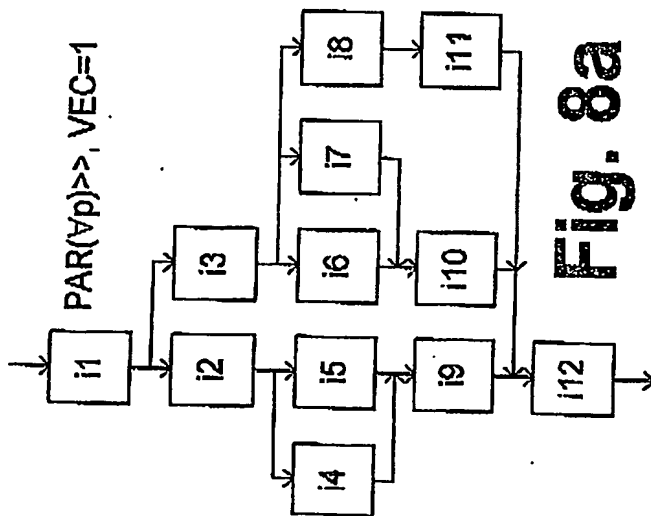 PAR(∀p)>>, VEC=1
i1
i2
i3
i4
i5
i6
i7
i8
i9
i10
i11
i12
Fig. 8a